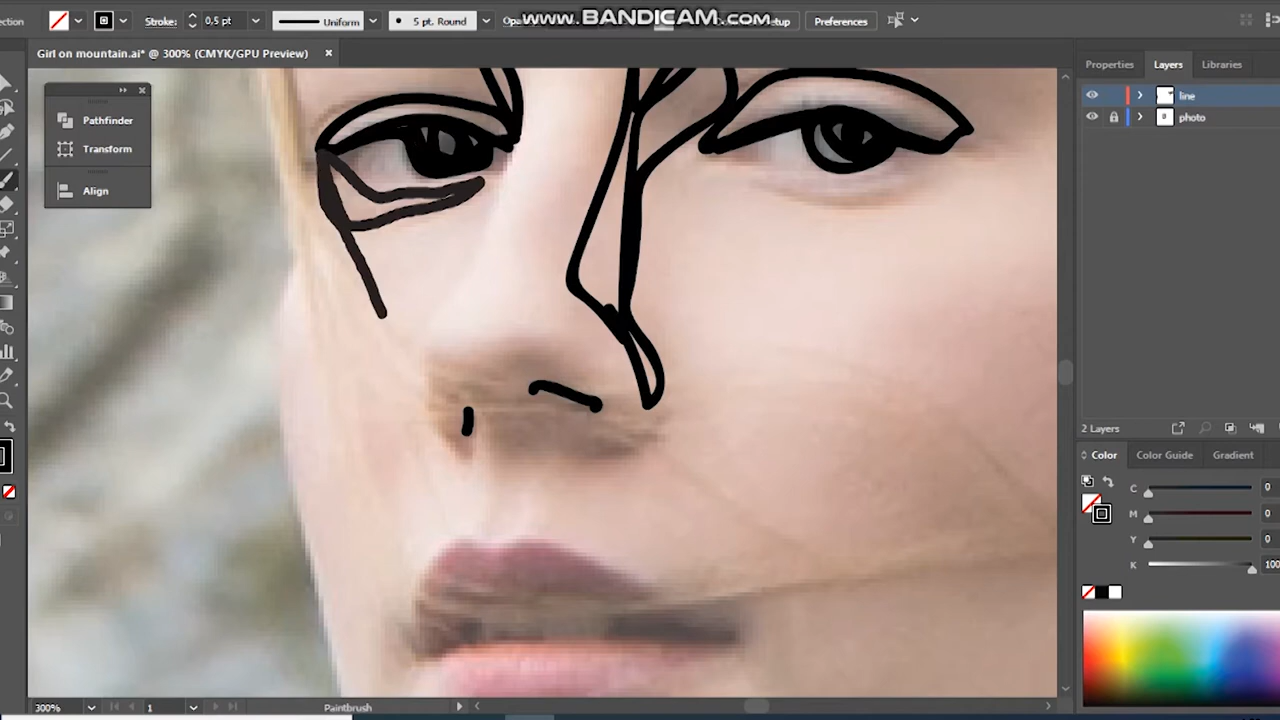 www.BANDICAM.com
ction Stroke: 0,5 pt Uniform 5 pt. Round Preferences
Girl on mountain.ai* @ 300% (CMYK/GPU Preview) ×
Pathfinder
Transform
Align
Properties Layers Libraries
line
photo
2 Layers
Color Color Guide Gradient
C 0
M 0
Y 0
K 100
300% 1 Paintbrush